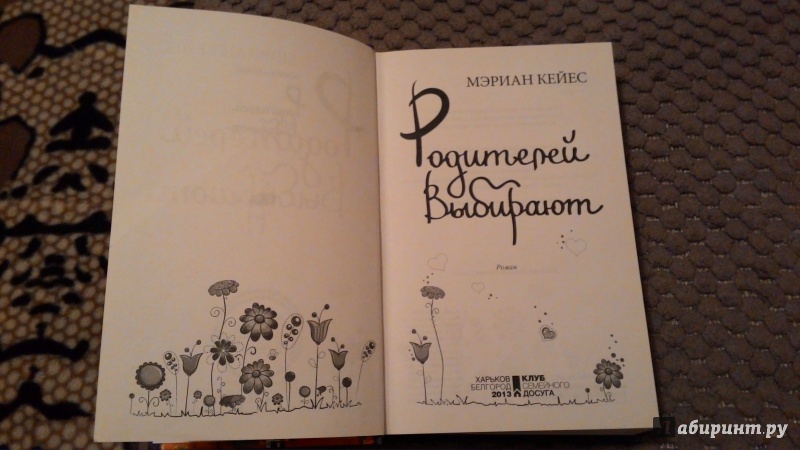 МЭРИАН КЕЙЕС
Родителей
Выбирают
Роман
ХАРЬКОВ
БЕЛГОРОД
2013
КЛУБ
СЕМЕЙНОГО
ДОСУГА
Лабиринт.ру